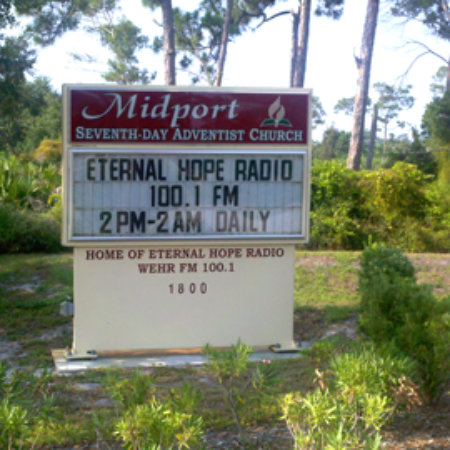 Midport
SEVENTH-DAY ADVENTIST CHURCH
ETERNAL HOPE RADIO
100.1 FM
2PM-2AM DAILY
HOME OF ETERNAL HOPE RADIO
WEHR FM 100.1
1800